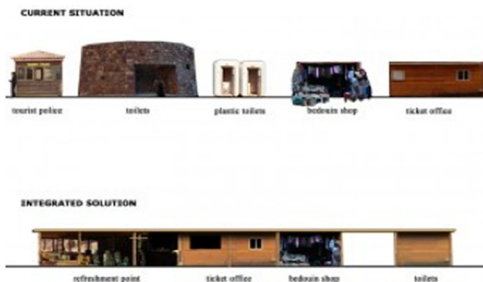 CURRENT SITUATION
tourist police toilets plastic toilets bedouin shop ticket office
INTEGRATED SOLUTION
refreshment point ticket office bedouin shop toilets